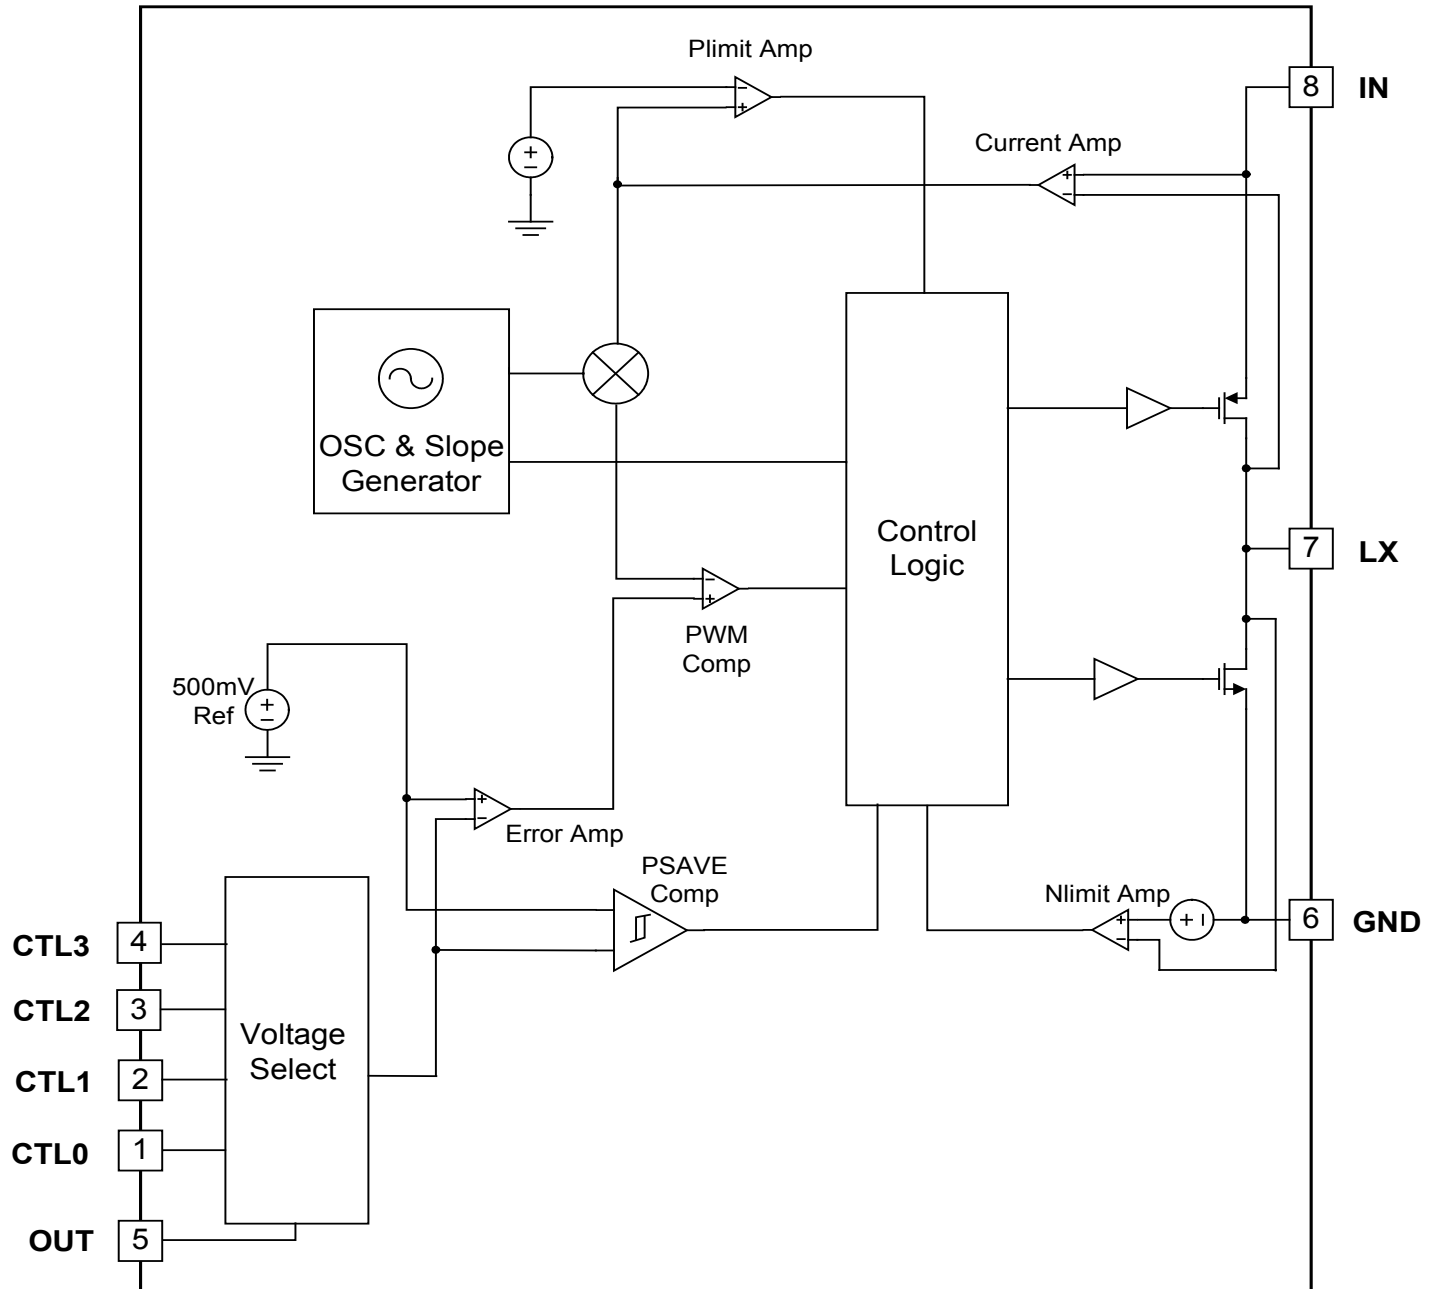 Plimit Amp
8 IN
Current Amp
OSC & Slope
Generator
Control
Logic
7 LX
PWM
Comp
500mV
Ref
Error Amp
PSAVE
Comp
Nlimit Amp
6 GND
CTL3 4
CTL2 3
Voltage
Select
CTL1 2
CTL0 1
OUT 5